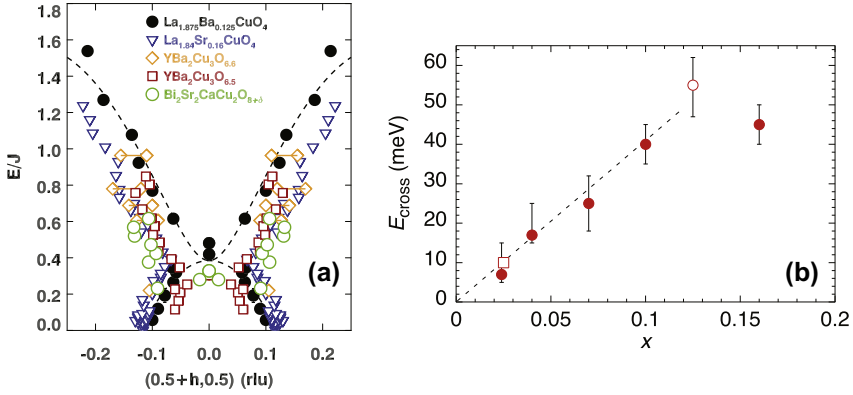 La1.875Ba0.125CuO4
La1.84Sr0.16CuO4
YBa2Cu3O6.6
YBa2Cu3O6.5
Bi2Sr2CaCu2O8+δ
1.8
1.6
1.4
1.2
1.0
0.8
0.6
0.4
0.2
0.0
E/J
(a)
-0.2
-0.1
0.0
0.1
0.2
(0.5+h,0.5) (rlu)
60
50
40
30
20
10
0
Ecross (meV)
(b)
0
0.05
0.1
0.15
0.2
x